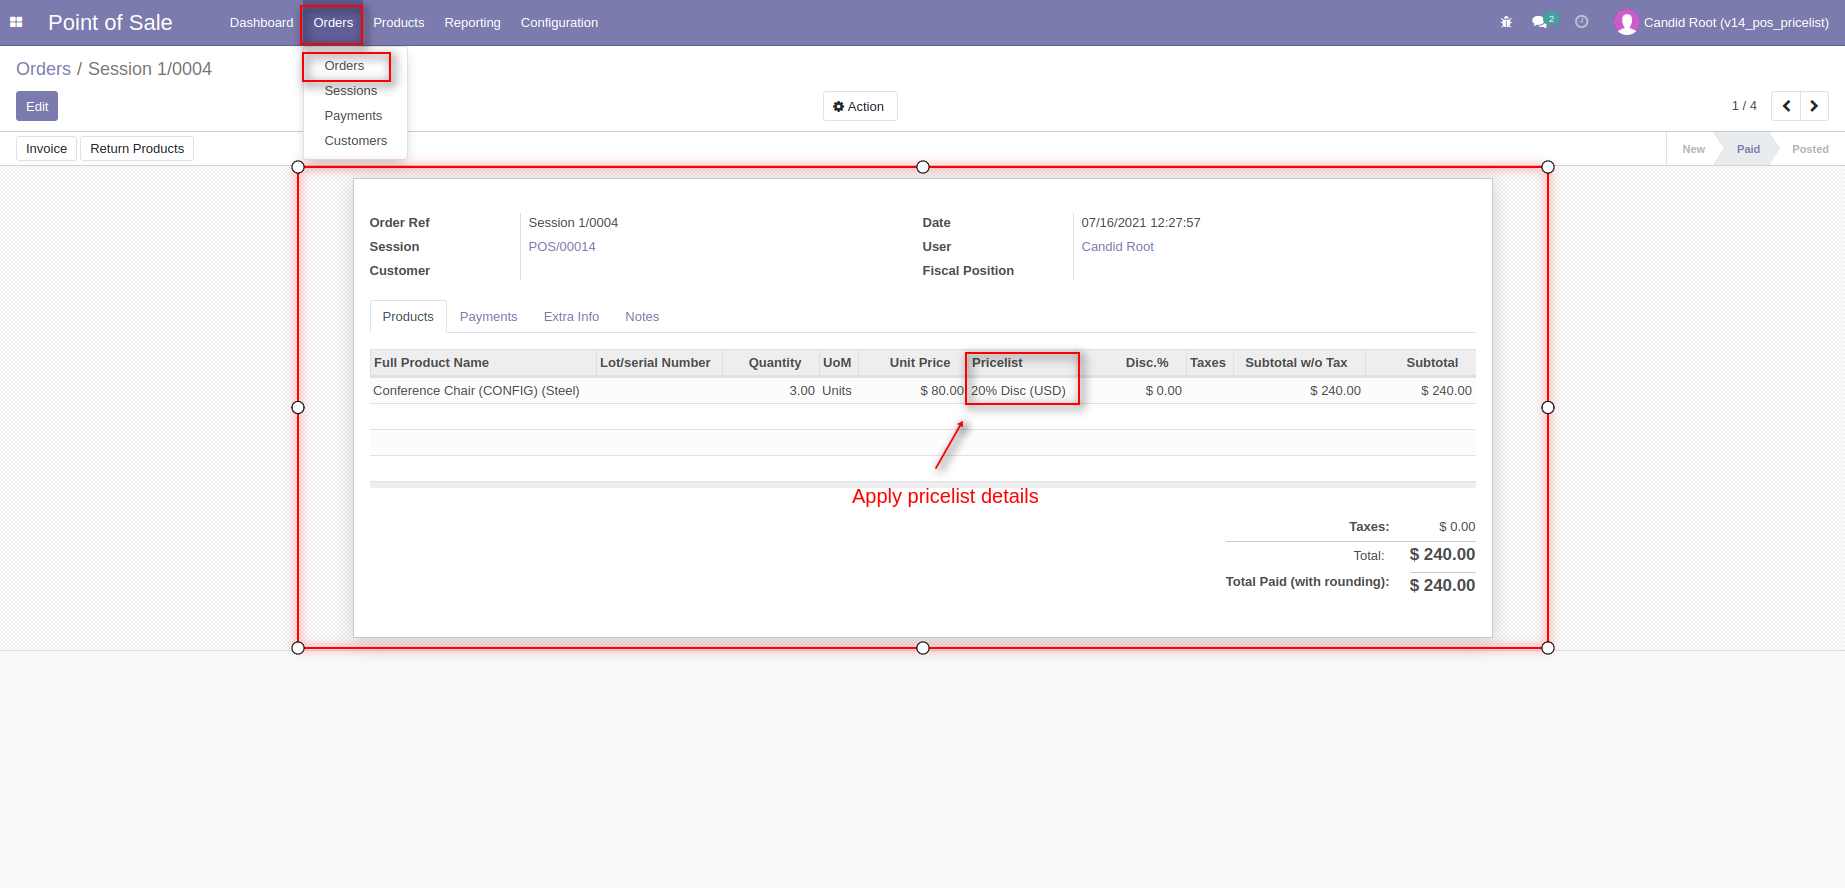 Point of Sale Dashboard Orders Products Reporting Configuration 2 Candid Root (v14_pos_pricelist)
Orders / Session 1/0004
Orders
Sessions
Payments
Customers
Edit Action 1 / 4
Invoice Return Products New Paid Posted
Order Ref Session 1/0004 Date 07/16/2021 12:27:57
Session POS/00014 User Candid Root
Customer Fiscal Position
Products Payments Extra Info Notes
Full Product Name Lot/serial Number Quantity UoM Unit Price Pricelist Disc.% Taxes Subtotal w/o Tax Subtotal
Conference Chair (CONFIG) (Steel) 3.00 Units $ 80.00 20% Disc (USD) $ 0.00 $ 240.00 $ 240.00
Apply pricelist details
Taxes: $ 0.00
Total: $ 240.00
Total Paid (with rounding): $ 240.00